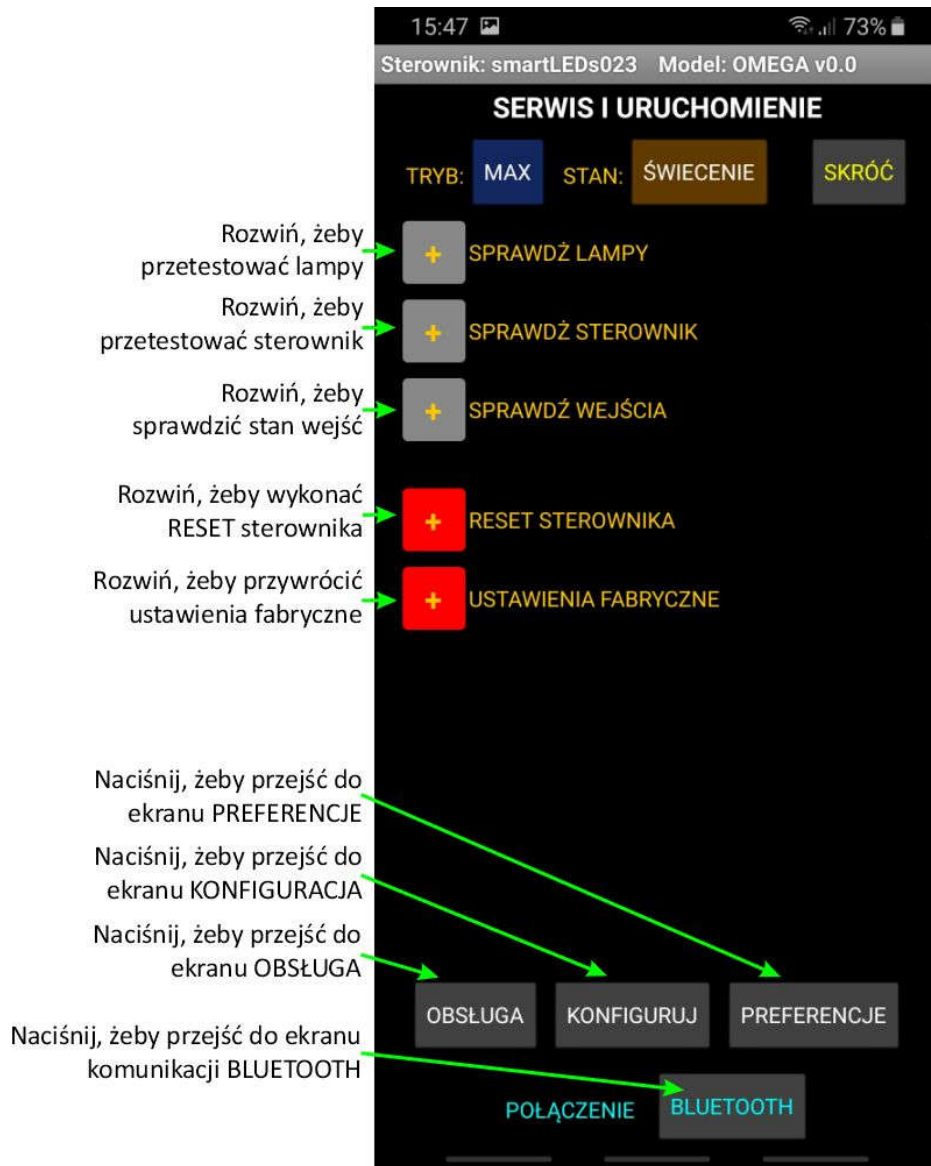 15:47 73%
Sterownik: smartLEDs023 Model: OMEGA v0.0
SERWIS I URUCHOMIENIE
TRYB: MAX STAN: ŚWIECENIE SKRÓĆ
Rozwiń, żeby
przetestować lampy
+ SPRAWDŹ LAMPY
Rozwiń, żeby
przetestować sterownik
+ SPRAWDŹ STEROWNIK
Rozwiń, żeby
sprawdzić stan wejść
+ SPRAWDŹ WEJŚCIA
Rozwiń, żeby wykonać
RESET sterownika
+ RESET STEROWNIKA
Rozwiń, żeby przywrócić
ustawienia fabryczne
+ USTAWIENIA FABRYCZNE
Naciśnij, żeby przejść do
ekranu PREFERENCJE
Naciśnij, żeby przejść do
ekranu KONFIGURACJA
Naciśnij, żeby przejść do
ekranu OBSŁUGA
OBSŁUGA KONFIGURUJ PREFERENCJE
Naciśnij, żeby przejść do ekranu
komunikacji BLUETOOTH
POŁĄCZENIE BLUETOOTH